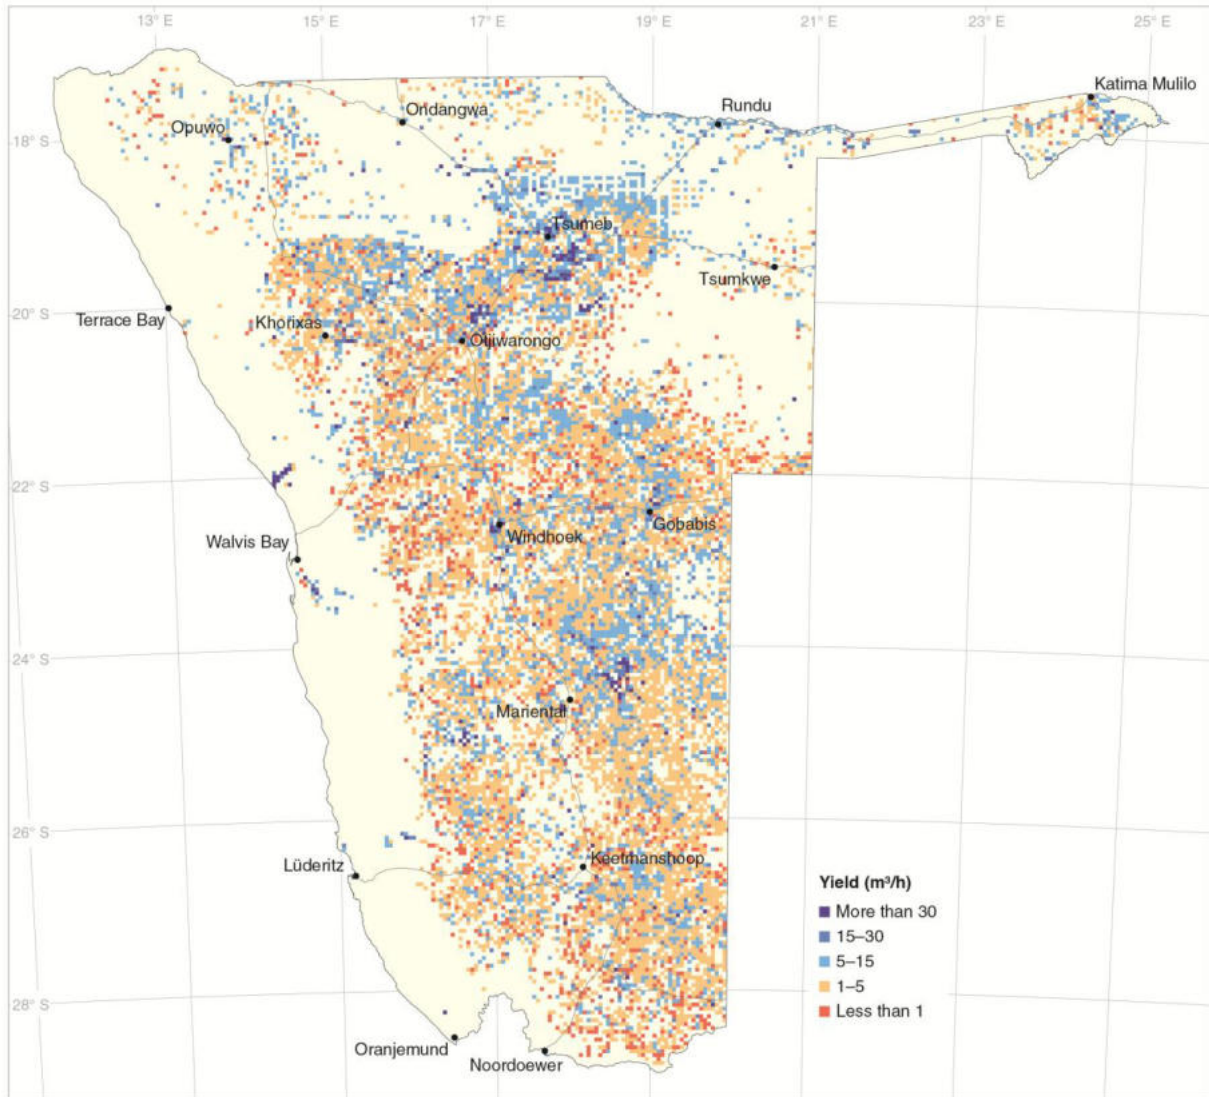 13° E
15° E
17° E
19° E
21° E
23° E
25° E
Katima Mulilo
Ondangwa
Rundu
Opuwo
18° S
Tsumeb
Tsumkwe
20° S
Terrace Bay
Khorixas
Otjiwarongo
22° S
Gobabis
Windhoek
Walvis Bay
24° S
Mariental
26° S
Keetmanshoop
Lüderitz
Yield (m³/h)
More than 30
15–30
5–15
1–5
Less than 1
28° S
Oranjemund
Noordoewer